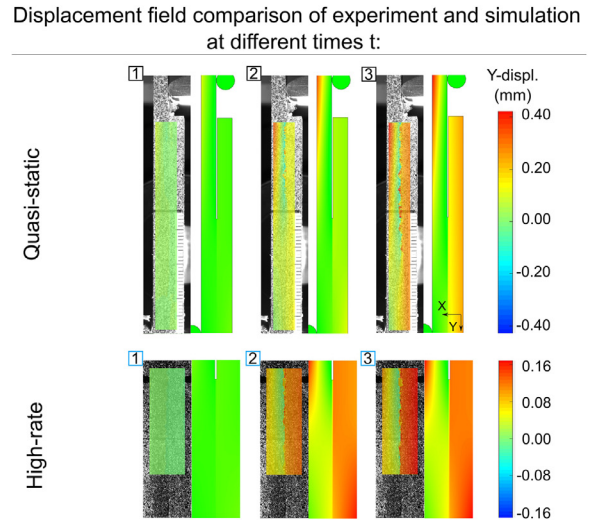 Displacement field comparison of experiment and simulation
at different times t:
1
2
3
Y-displ.
(mm)
0.40
0.20
0.00
-0.20
-0.40
Quasi-static
X
Y
1
2
3
0.16
0.08
0.00
-0.08
-0.16
High-rate